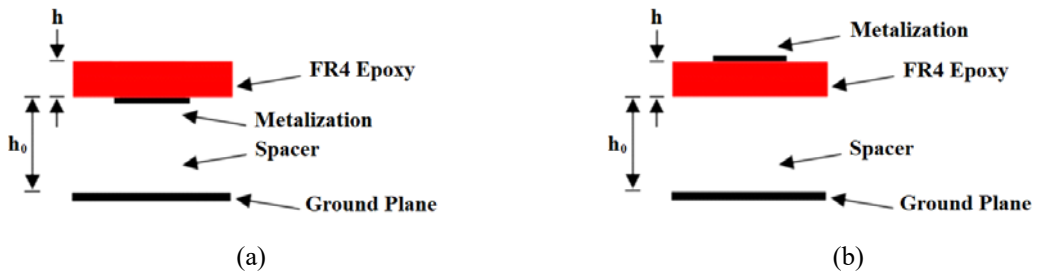 h
FR4 Epoxy
Metalization
h₀
Spacer
Ground Plane
(a)
Metalization
h
FR4 Epoxy
h₀
Spacer
Ground Plane
(b)